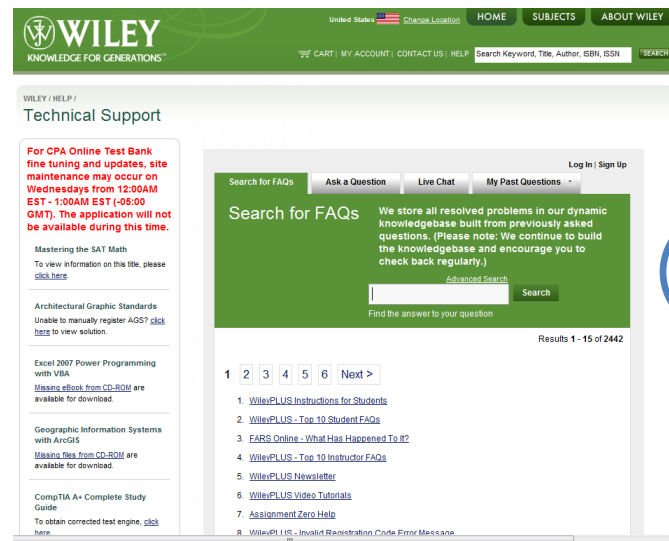 United States Change Location HOME SUBJECTS ABOUT WILEY
WILEY
KNOWLEDGE FOR GENERATIONS™
CART | MY ACCOUNT | CONTACT US | HELP Search Keyword, Title, Author, ISBN, ISSN SEARCH
WILEY / HELP /
Technical Support
For CPA Online Test Bank
fine tuning and updates, site
maintenance may occur on
Wednesdays from 12:00AM
EST - 1:00AM EST (-05:00
GMT). The application will not
be available during this time.
Mastering the SAT Math
To view information on this title, please
click here.
Architectural Graphic Standards
Unable to manually register AGS? click
here to view solution.
Excel 2007 Power Programming
with VBA
Missing eBook from CD-ROM are
available for download.
Geographic Information Systems
with ArcGIS
Missing files from CD-ROM are
available for download.
CompTIA A+ Complete Study
Guide
To obtain corrected test engine, click
here
Log In | Sign Up
Search for FAQs Ask a Question Live Chat My Past Questions
Search for FAQs
We store all resolved problems in our dynamic
knowledgebase built from previously asked
questions. (Please note: We continue to build
the knowledgebase and encourage you to
check back regularly.)
Advanced Search
Search
Find the answer to your question
Results 1 - 15 of 2442
1 2 3 4 5 6 Next >
1. WileyPLUS Instructions for Students
2. WileyPLUS - Top 10 Student FAQs
3. FARS Online - What Has Happened To It?
4. WileyPLUS - Top 10 Instructor FAQs
5. WileyPLUS Newsletter
6. WileyPLUS Video Tutorials
7. Assignment Zero Help
8. WileyPLUS - Invalid Registration Code Error Message